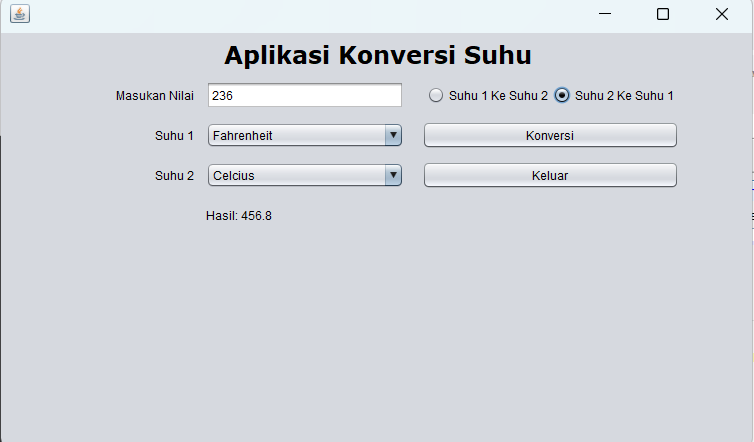 Aplikasi Konversi Suhu
Masukan Nilai 236 Suhu 1 Ke Suhu 2 Suhu 2 Ke Suhu 1
Suhu 1 Fahrenheit Konversi
Suhu 2 Celcius Keluar
Hasil: 456.8